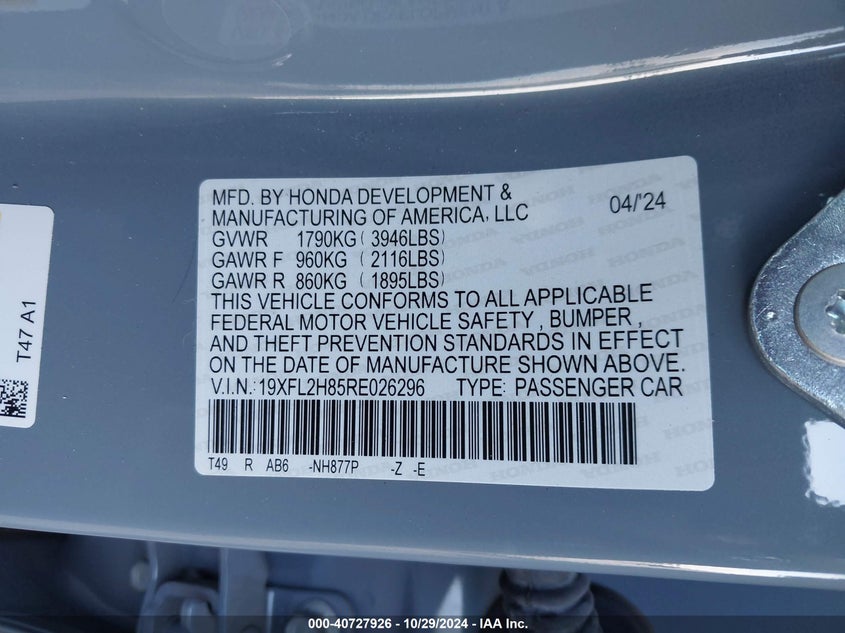 MFD. BY HONDA DEVELOPMENT &
MANUFACTURING OF AMERICA, LLC 04/'24
GVWR 1790KG ( 3946LBS)
GAWR F 960KG ( 2116LBS)
GAWR R 860KG ( 1895LBS)
THIS VEHICLE CONFORMS TO ALL APPLICABLE
FEDERAL MOTOR VEHICLE SAFETY , BUMPER ,
AND THEFT PREVENTION STANDARDS IN EFFECT
ON THE DATE OF MANUFACTURE SHOWN ABOVE.
V.I.N.: 19XFL2H85RE026296 TYPE: PASSENGER CAR
T49 R AB6 -NH877P -Z -E
T47 A1
000-40727926 - 10/29/2024 - IAA Inc.